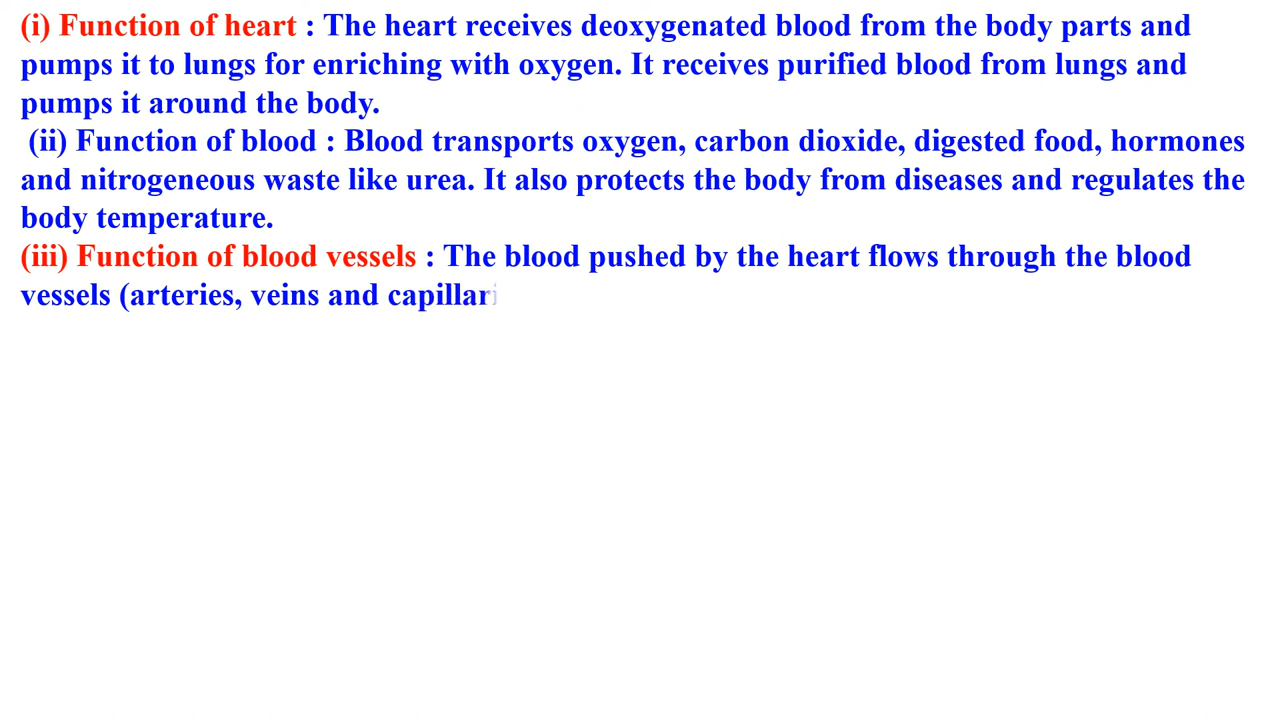 (i) Function of heart : The heart receives deoxygenated blood from the body parts and
pumps it to lungs for enriching with oxygen. It receives purified blood from lungs and
pumps it around the body.
(ii) Function of blood : Blood transports oxygen, carbon dioxide, digested food, hormones
and nitrogeneous waste like urea. It also protects the body from diseases and regulates the
body temperature.
(iii) Function of blood vessels : The blood pushed by the heart flows through the blood
vessels (arteries, veins and capillari